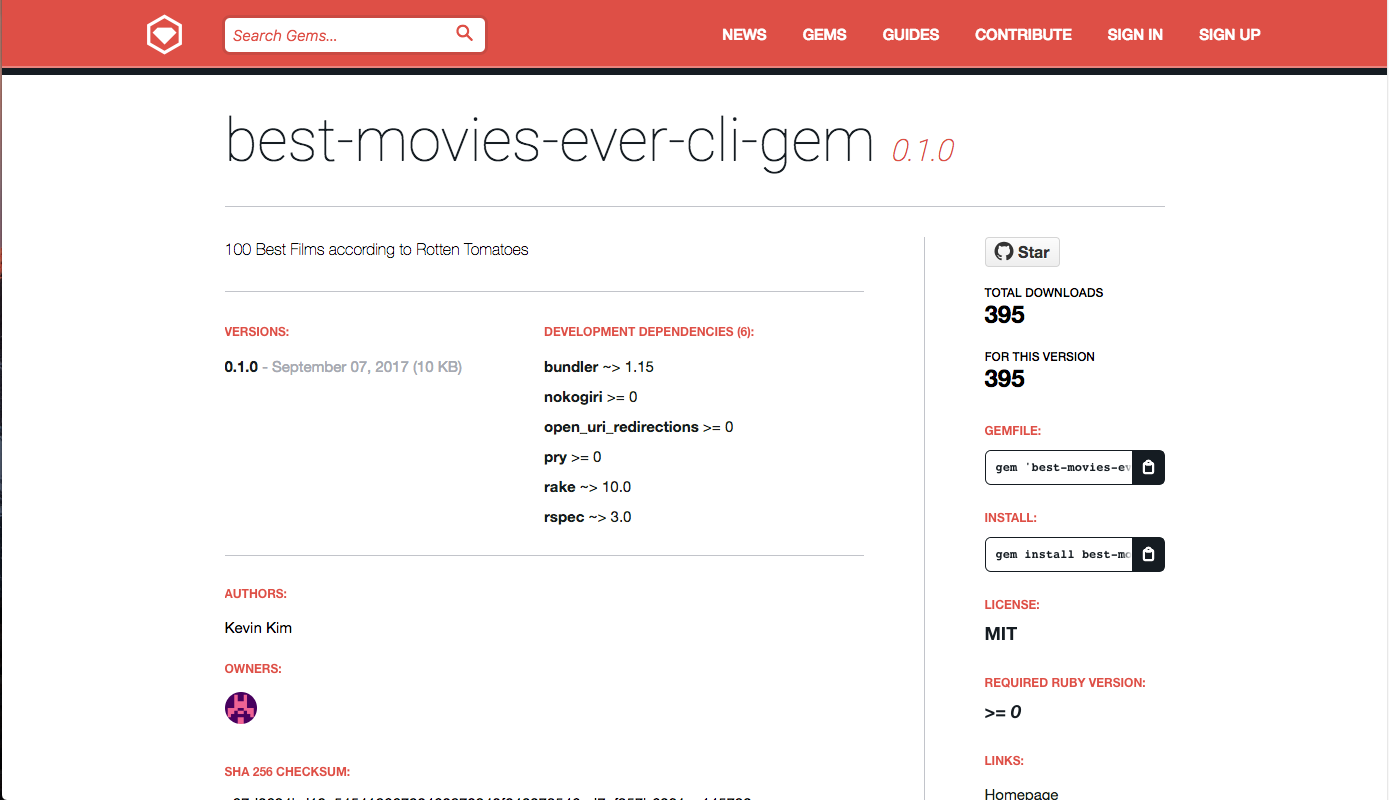 Search Gems...
NEWS GEMS GUIDES CONTRIBUTE SIGN IN SIGN UP
best-movies-ever-cli-gem 0.1.0
100 Best Films according to Rotten Tomatoes
VERSIONS:
0.1.0 - September 07, 2017 (10 KB)
DEVELOPMENT DEPENDENCIES (6):
bundler ~> 1.15
nokogiri >= 0
open_uri_redirections >= 0
pry >= 0
rake ~> 10.0
rspec ~> 3.0
AUTHORS:
Kevin Kim
OWNERS:
SHA 256 CHECKSUM:
Star
TOTAL DOWNLOADS
395
FOR THIS VERSION
395
GEMFILE:
gem 'best-movies-ev
INSTALL:
gem install best-mo
LICENSE:
MIT
REQUIRED RUBY VERSION:
>= 0
LINKS:
Homepage